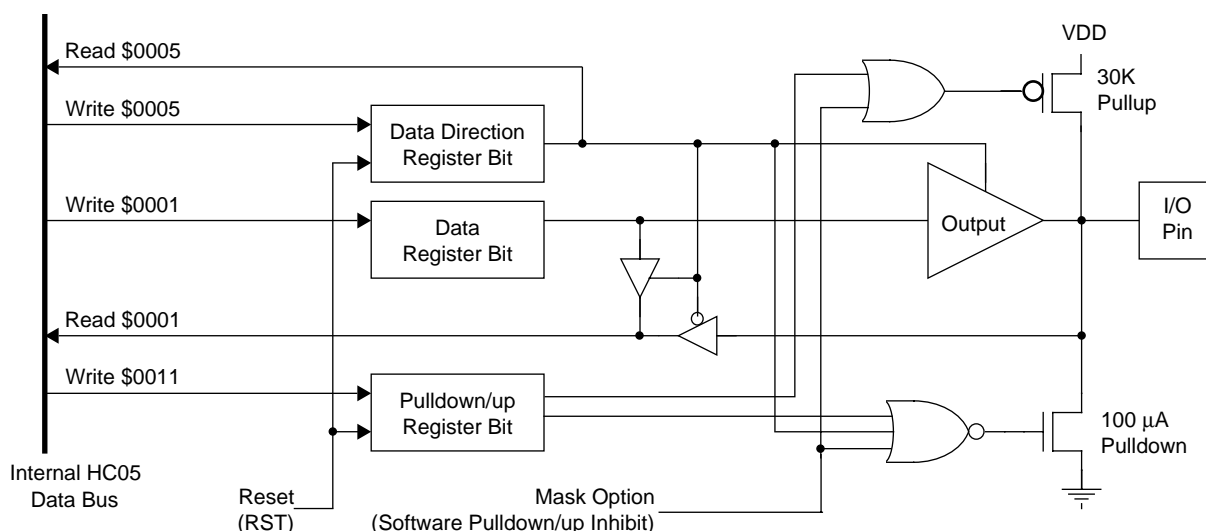 Read $0005
Write $0005
Data Direction
Register Bit
Write $0001
Data
Register Bit
Read $0001
Write $0011
Pulldown/up
Register Bit
Internal HC05
Data Bus
Reset
(RST)
Mask Option
(Software Pulldown/up Inhibit)
VDD
30K
Pullup
Output
I/O
Pin
100 µA
Pulldown